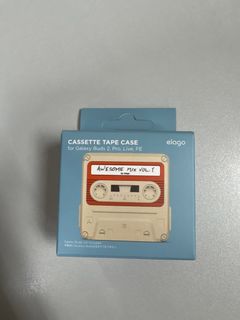 CASSETTE TAPE CASE
elago
for Galaxy Buds 2, Pro, Live, FE
AWESOME MIX VOL. 1